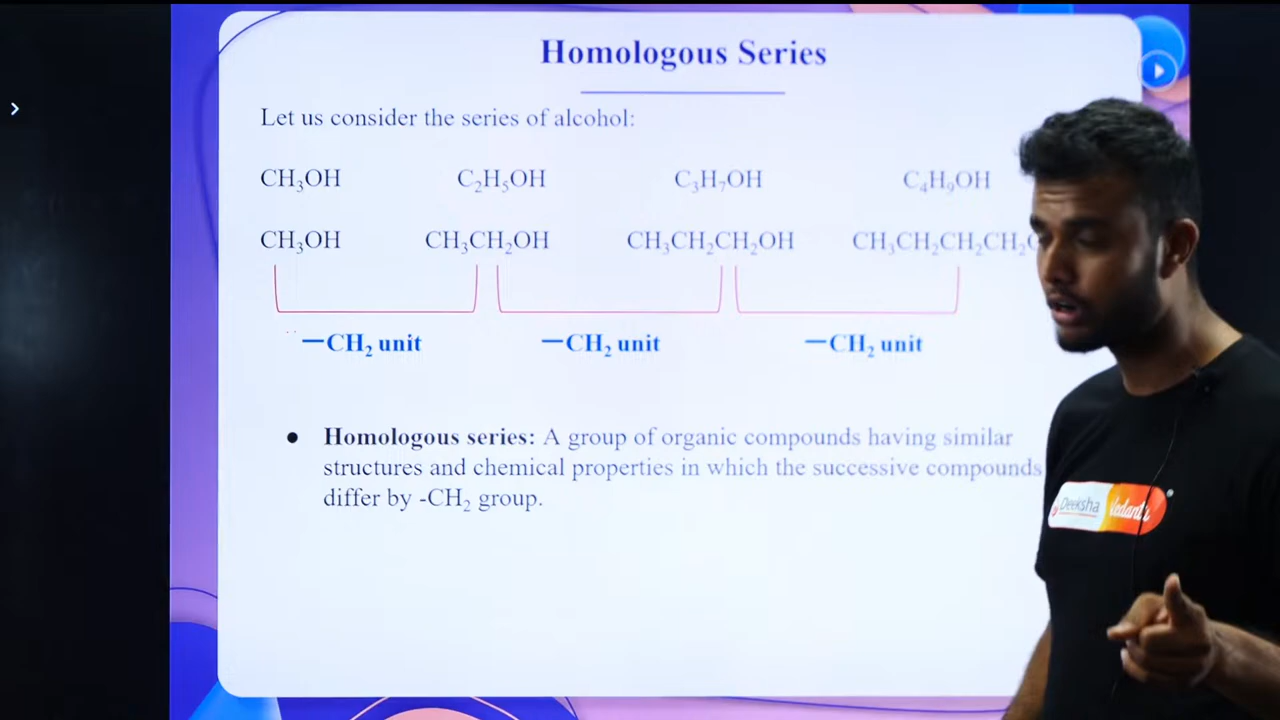 Homologous Series
Let us consider the series of alcohol:
CH₃OH C₂H₅OH C₃H₇OH C₄H₉OH
CH₃OH CH₃CH₂OH CH₃CH₂CH₂OH CH₃CH₂CH₂CH₂
—CH₂ unit —CH₂ unit —CH₂ unit
● Homologous series: A group of organic compounds having similar
structures and chemical properties in which the successive compounds
differ by -CH₂ group.
Deeksha